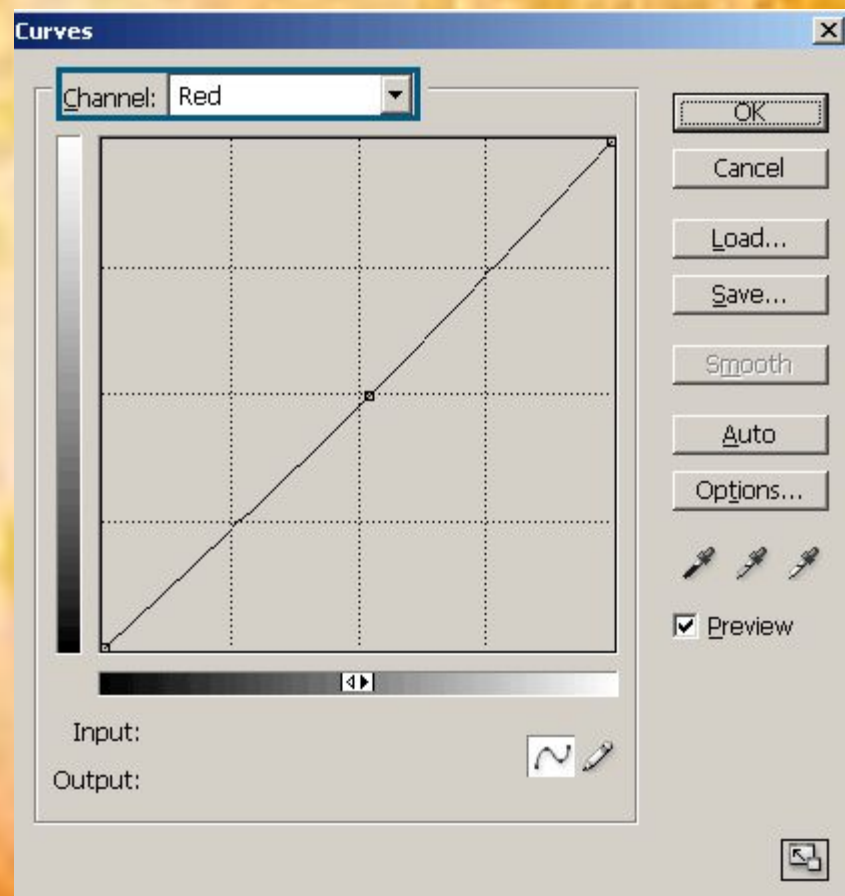 Curves
Channel: Red
OK
Cancel
Load...
Save...
Smooth
Auto
Options...
Preview
Input:
Output: